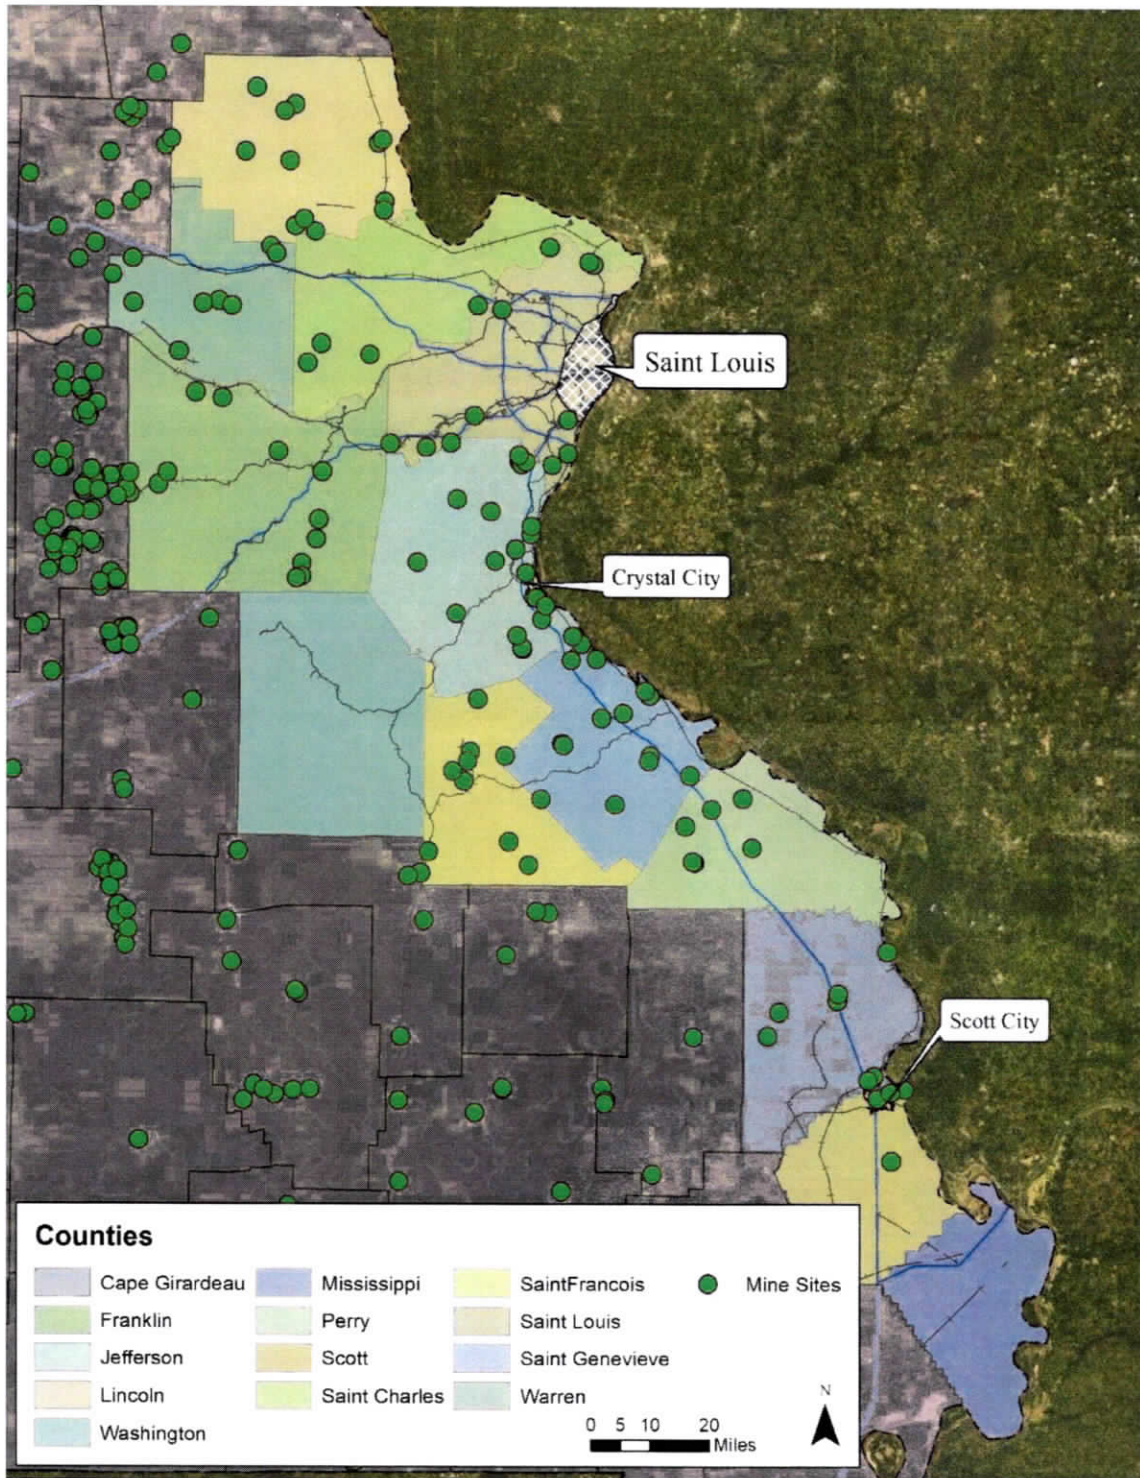 Saint Louis
Crystal City
Scott City
Counties
Cape Girardeau
Mississippi
SaintFrancois
Mine Sites
Franklin
Perry
Saint Louis
Jefferson
Scott
Saint Genevieve
Lincoln
Saint Charles
Warren
Washington
N
0 5 10 20
Miles